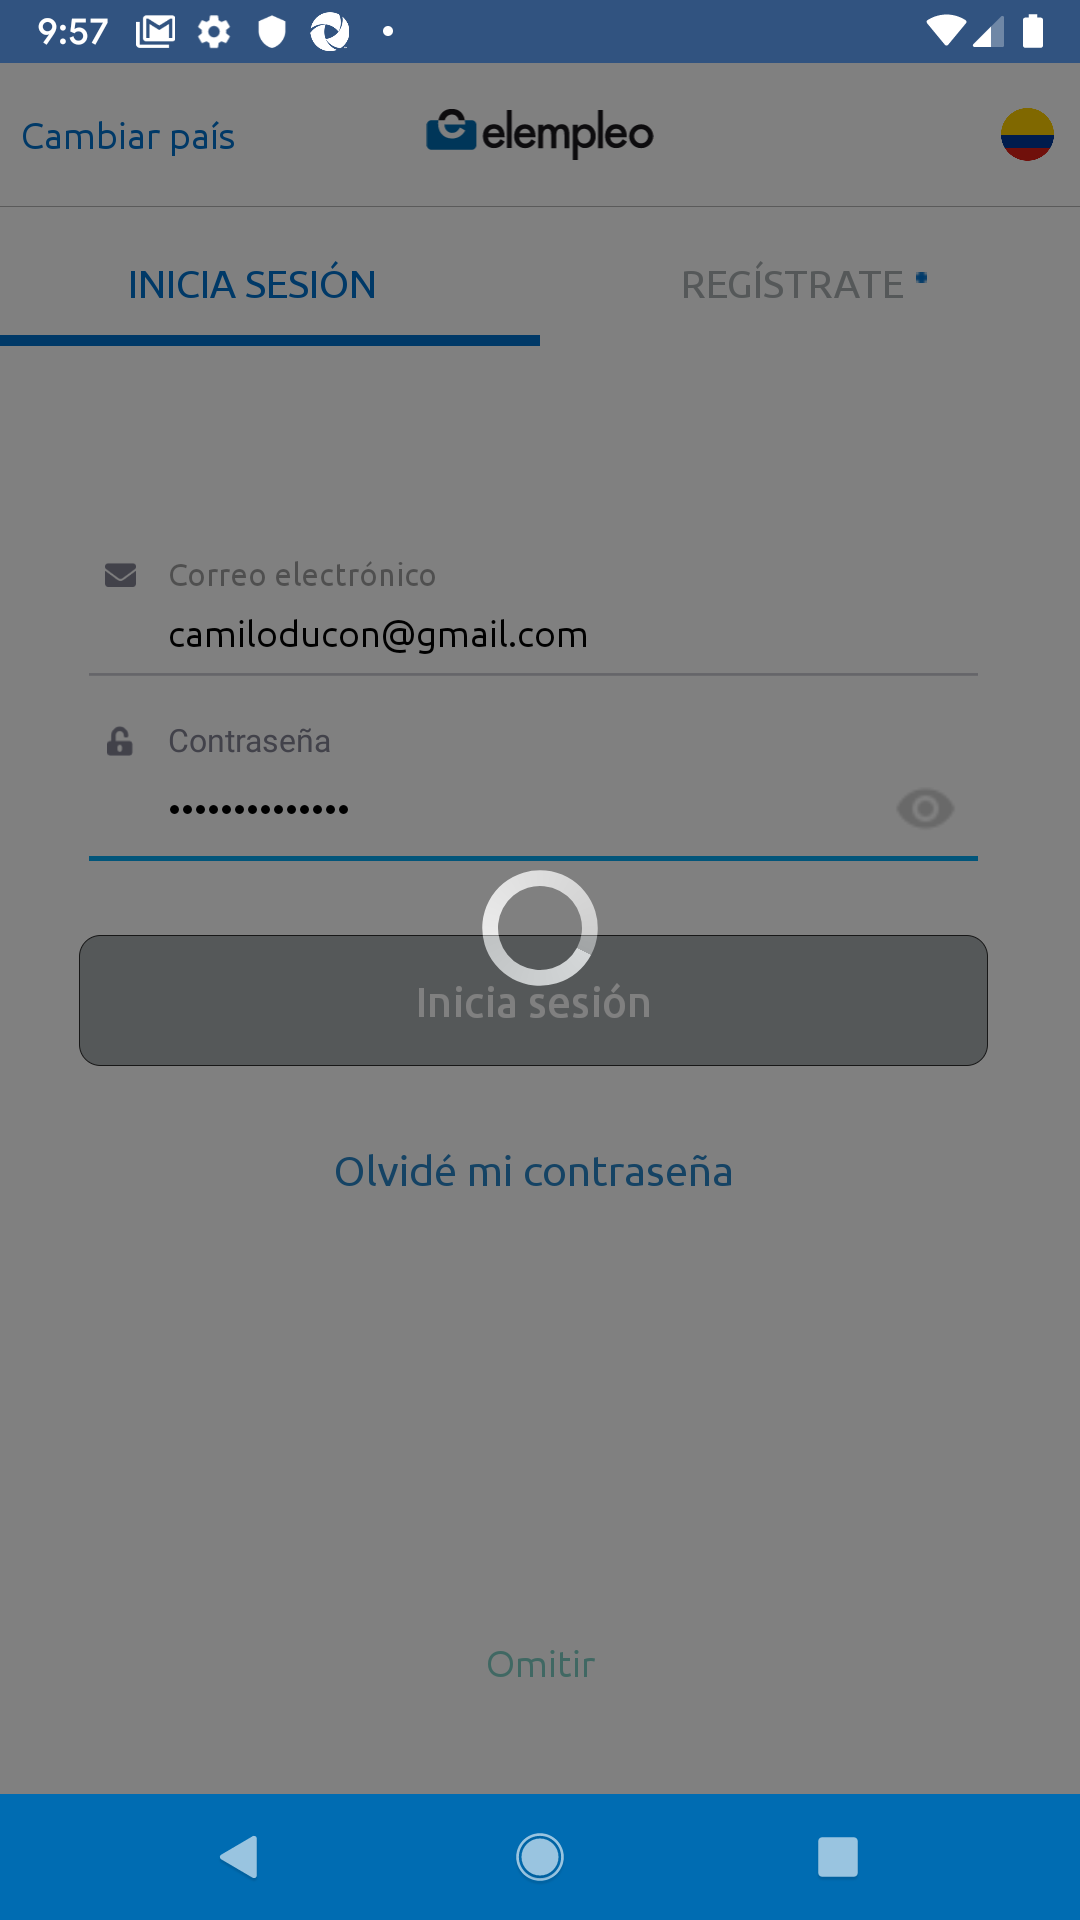 9:57
Cambiar país
elempleo
INICIA SESIÓN
REGÍSTRATE
Correo electrónico
camiloducon@gmail.com
Contraseña
••••••••••••••
Inicia sesión
Olvidé mi contraseña
Omitir